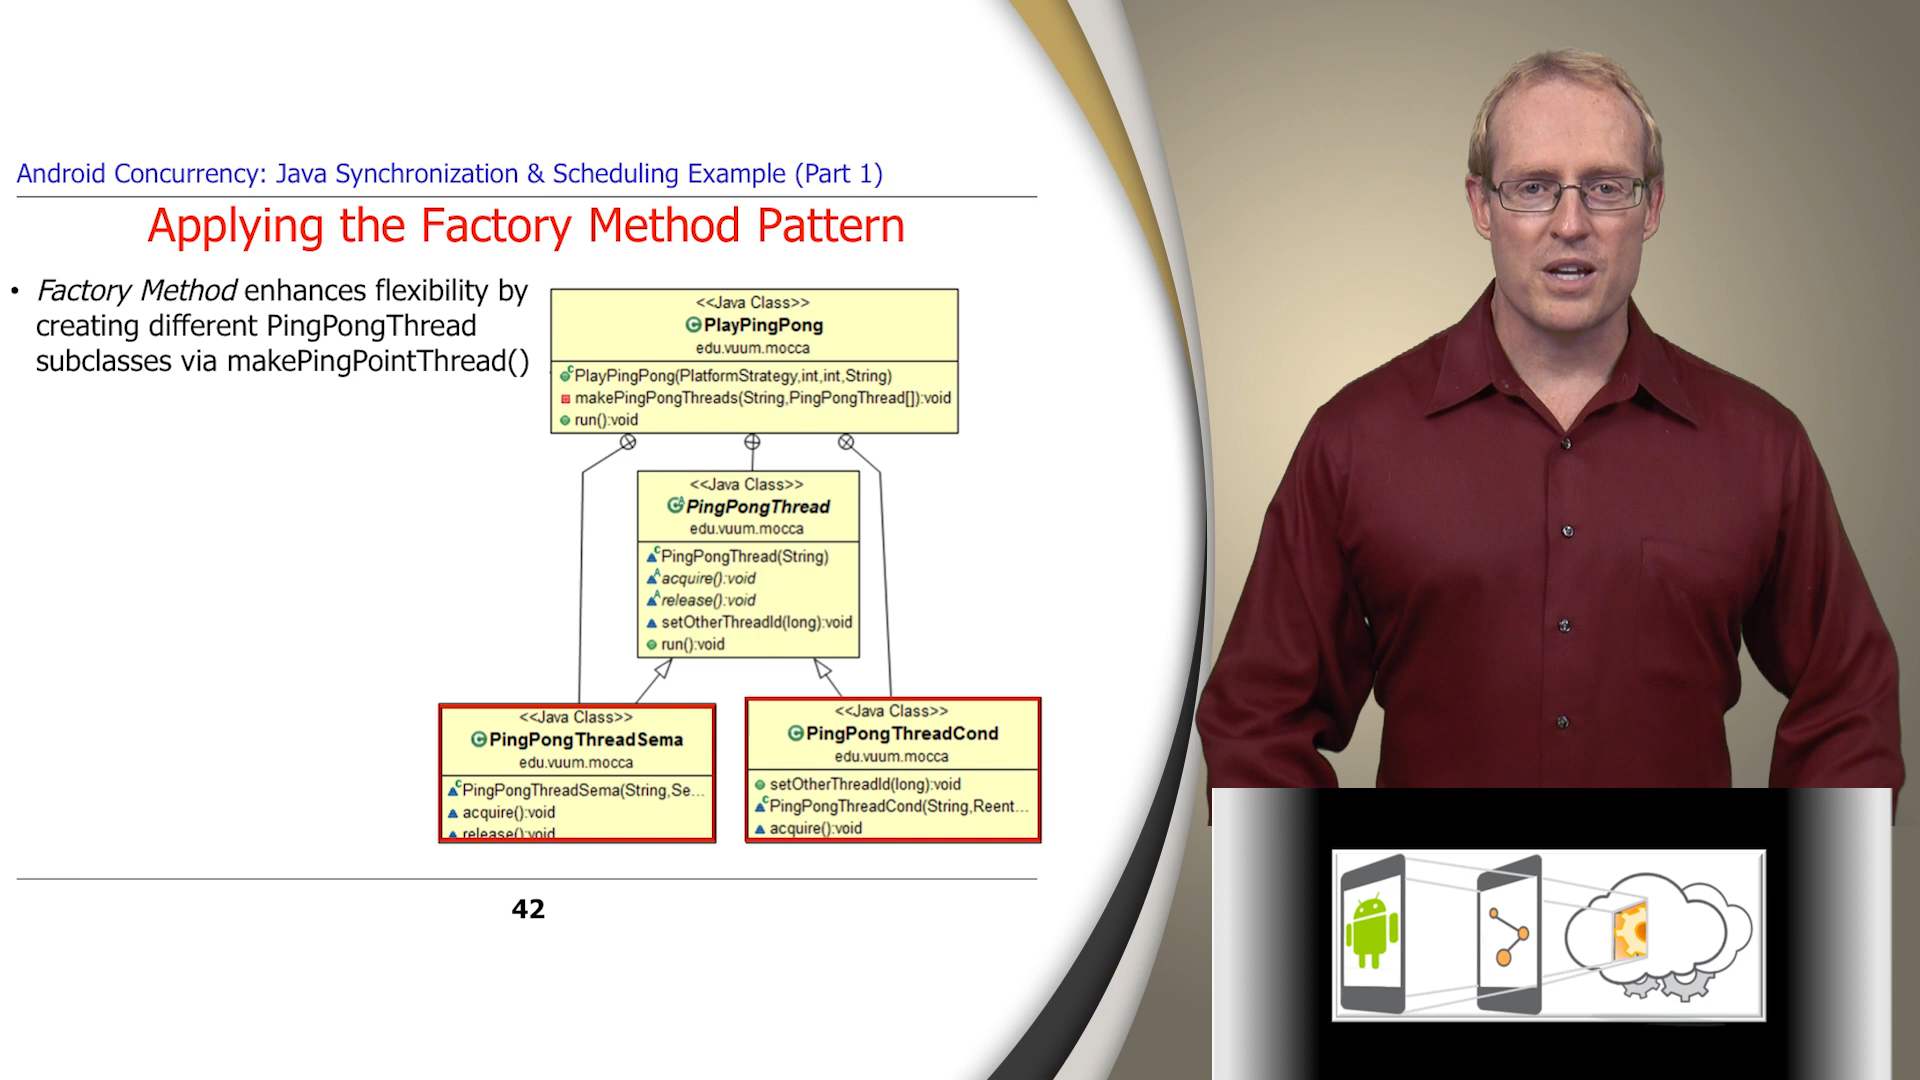 Android Concurrency: Java Synchronization & Scheduling Example (Part 1)
Applying the Factory Method Pattern
• Factory Method enhances flexibility by
creating different PingPongThread
subclasses via makePingPointThread()
<<Java Class>>
PlayPingPong
edu.vuum.mocca
PlayPingPong(PlatformStrategy,int,int,String)
makePingPongThreads(String,PingPongThread[]):void
run():void
<<Java Class>>
PingPongThread
edu.vuum.mocca
PingPongThread(String)
acquire():void
release():void
setOtherThreadId(long):void
run():void
<<Java Class>>
PingPongThreadSema
edu.vuum.mocca
PingPongThreadSema(String,Se...
acquire():void
release():void
<<Java Class>>
PingPongThreadCond
edu.vuum.mocca
setOtherThreadId(long):void
PingPongThreadCond(String,Reent...
acquire():void
42